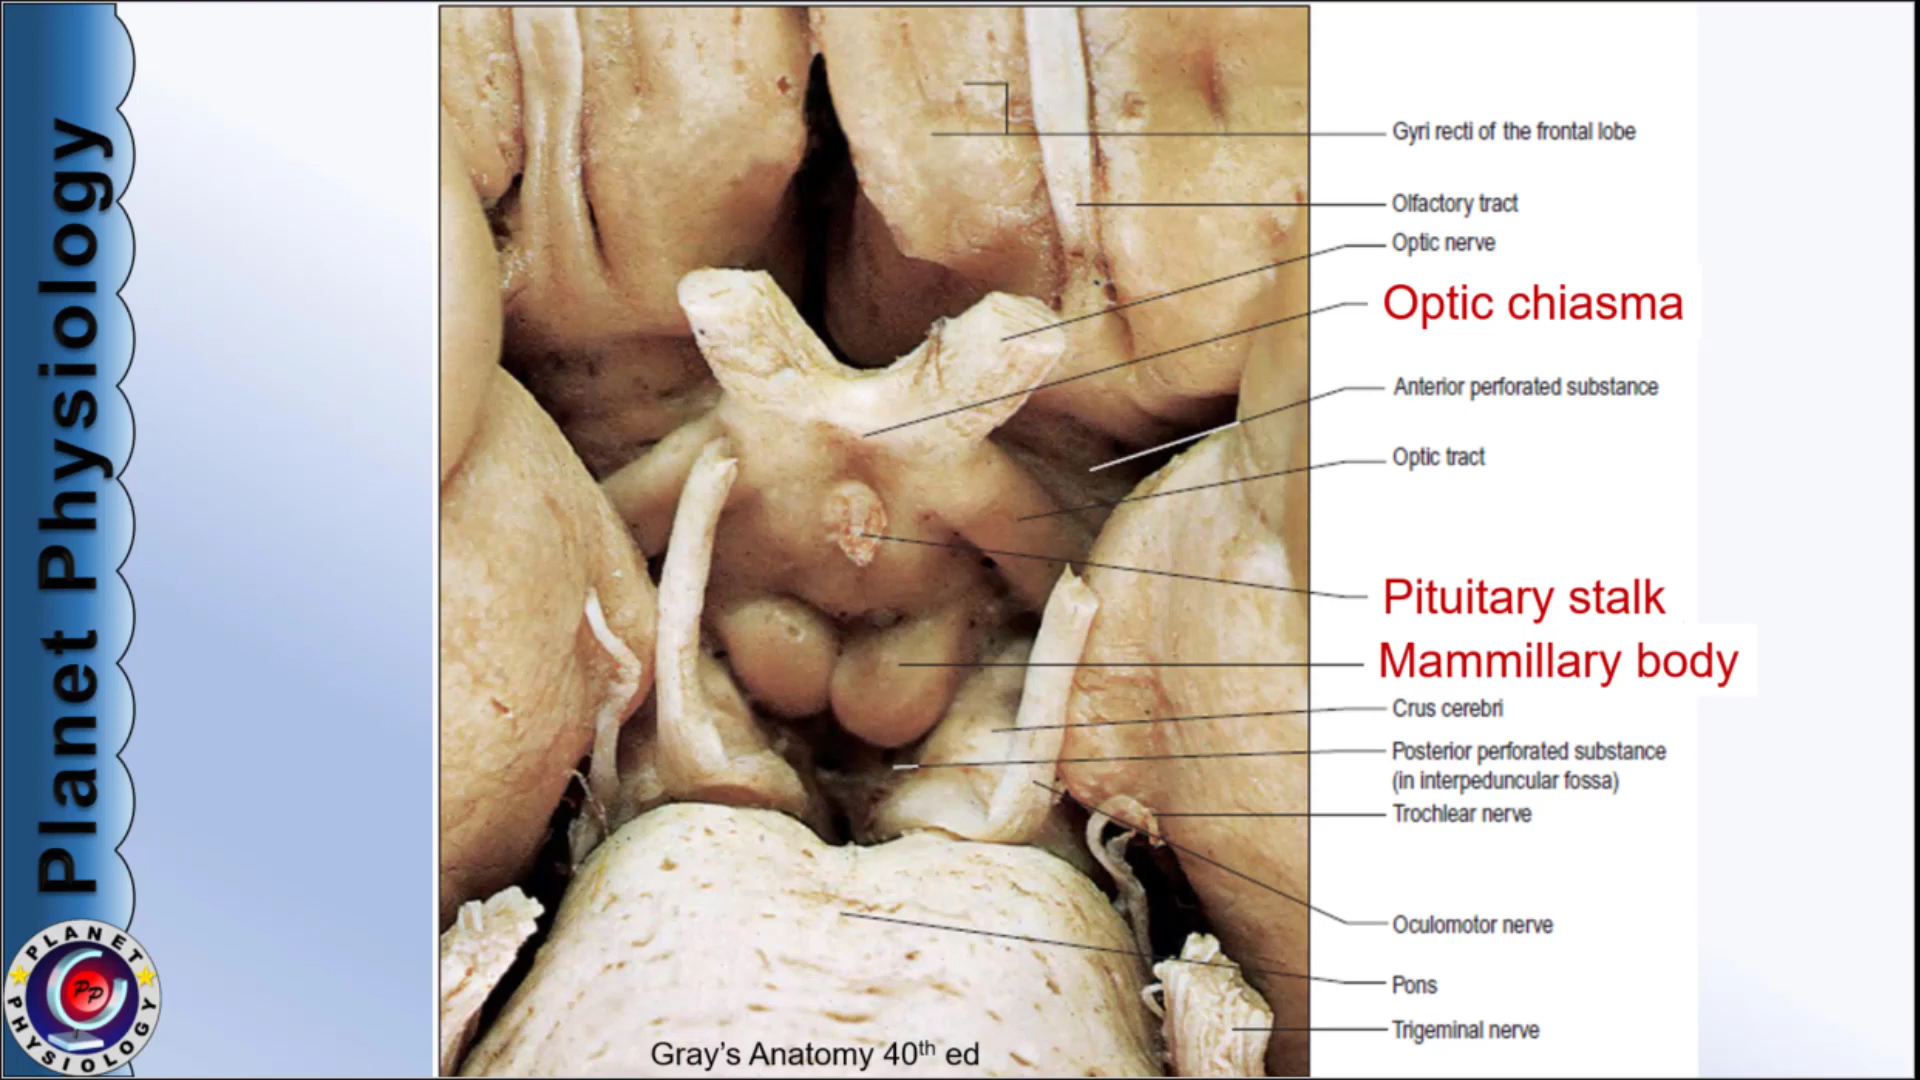 Planet Physiology
Gyri recti of the frontal lobe
Olfactory tract
Optic nerve
Optic chiasma
Anterior perforated substance
Optic tract
Pituitary stalk
Mammillary body
Crus cerebri
Posterior perforated substance
(in interpeduncular fossa)
Trochlear nerve
Oculomotor nerve
Pons
Trigeminal nerve
Gray’s Anatomy 40th ed
PLANET
PP
PHYSIOLOGY